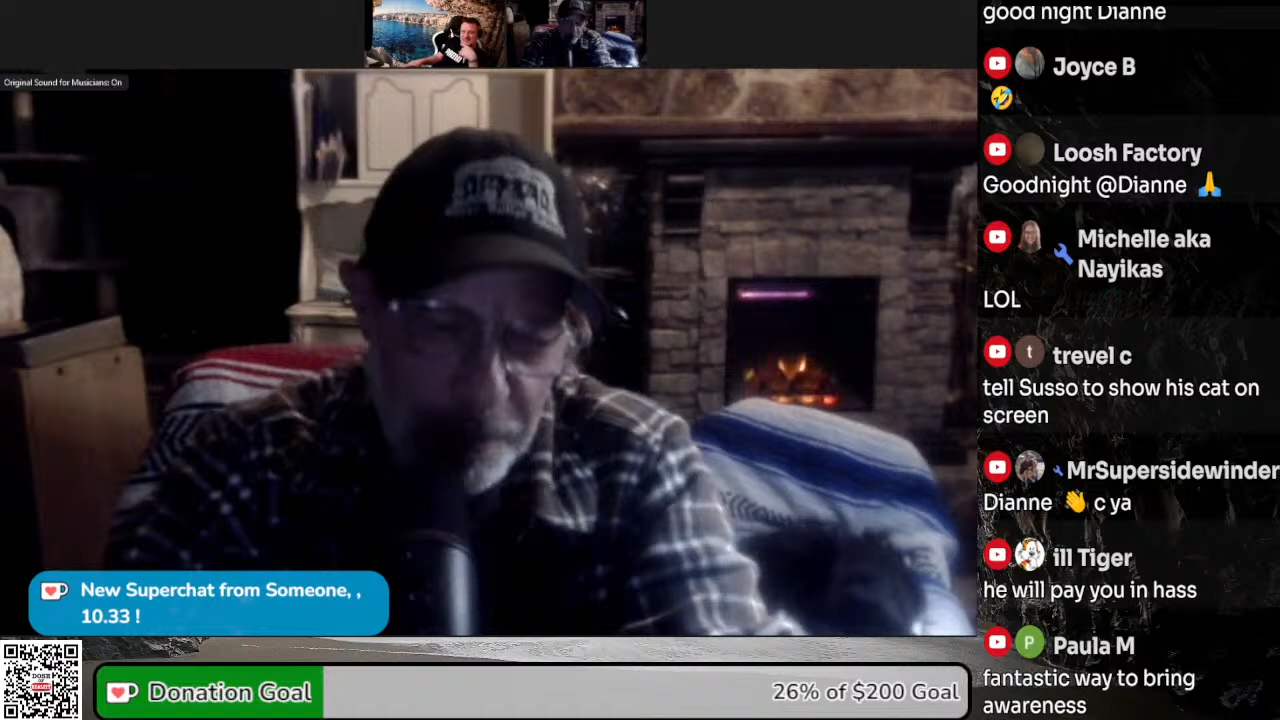 Original Sound for Musicians: On
good night Dianne
Joyce B
🤣
Loosh Factory
Goodnight @Dianne 🙏
Michelle aka
Nayikas
LOL
t
trevel c
tell Susso to show his cat on
screen
MrSupersidewinder
Dianne 👋 c ya
ill Tiger
he will pay you in hass
P
Paula M
fantastic way to bring
awareness
New Superchat from Someone, ,
10.33 !
Donation Goal
26% of $200 Goal